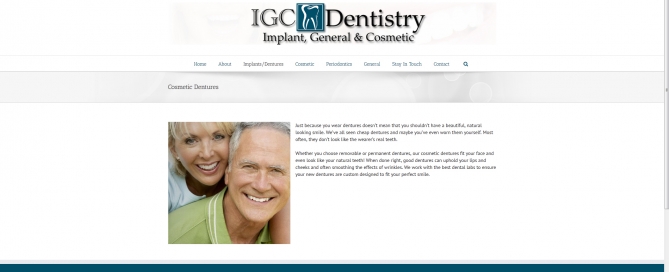 IGC Dentistry
Implant, General & Cosmetic
Home About Implants/Dentures Cosmetic Periodontics General Stay In Touch Contact
Cosmetic Dentures
Just because you wear dentures doesn't mean that you shouldn't have a beautiful, natural
looking smile. We've all seen cheap dentures and maybe you've even worn them yourself. Most
often, they don't look like the wearer's real teeth.
Whether you choose removable or permanent dentures, our cosmetic dentures fit your face and
even look like your natural teeth! When done right, good dentures can uphold your lips and
cheeks and often smoothing the effects of wrinkles. We work with the best dental labs to ensure
your new dentures are custom designed to fit your perfect smile.